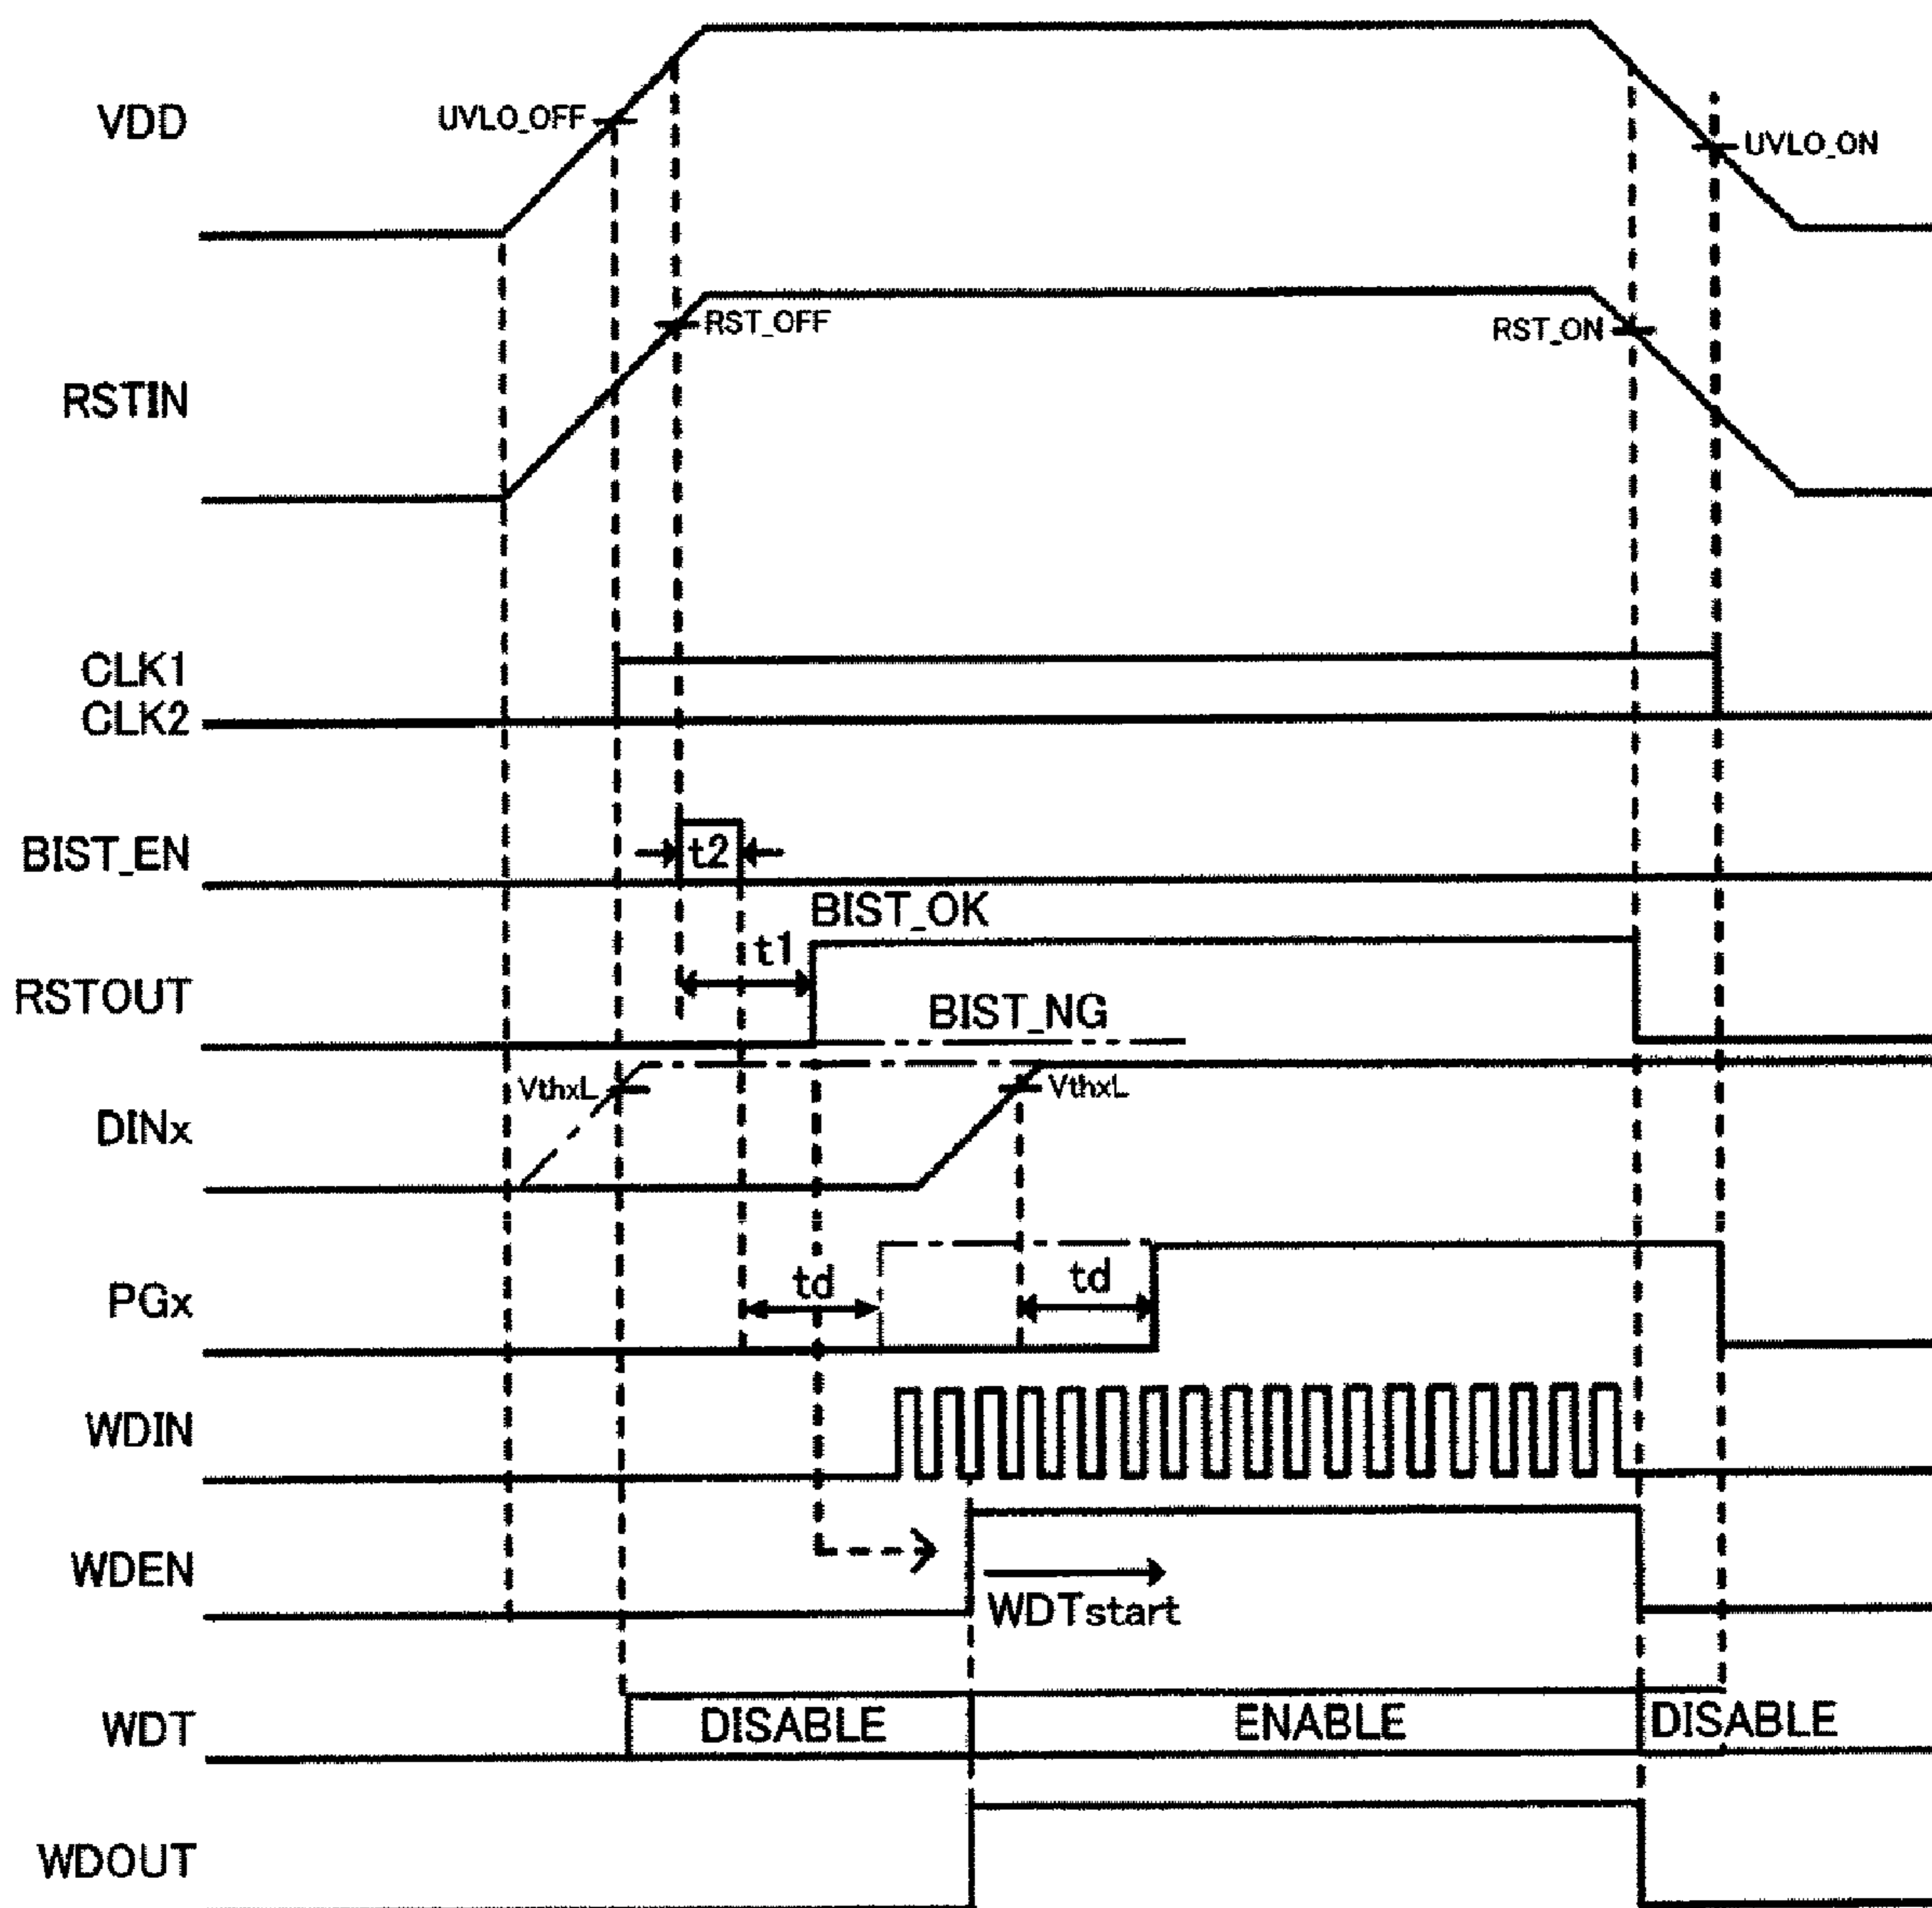 VDD
UVLO_OFF
UVLO_ON
RSTIN
RST_OFF
RST_ON
CLK1
CLK2
BIST_EN
t2
BIST_OK
RSTOUT
t1
BIST_NG
DINx
VthxL
VthxL
PGx
td
td
WDIN
WDEN
WDTstart
WDT
DISABLE
ENABLE
DISABLE
WDOUT